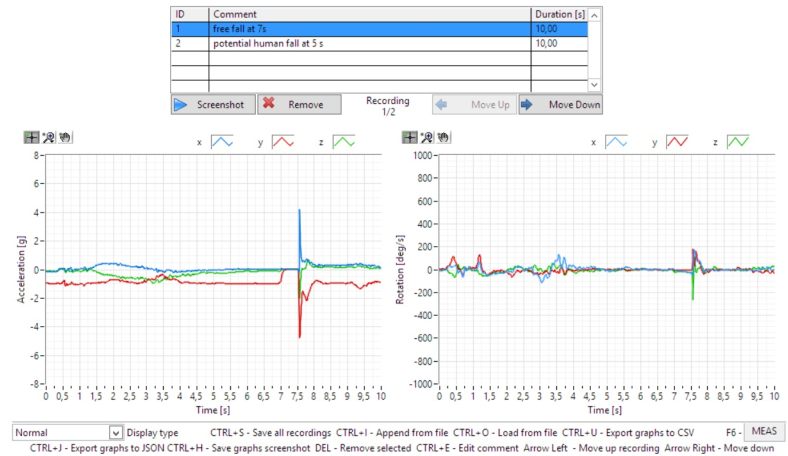 ID Comment Duration [s]
1 free fall at 7s 10,00
2 potential human fall at 5 s 10,00
Screenshot Remove Recording 1/2 Move Up Move Down
x y z
8
6
4
2
0
-2
-4
-6
-8
Acceleration [g]
0 0,5 1 1,5 2 2,5 3 3,5 4 4,5 5 5,5 6 6,5 7 7,5 8 8,5 9 9,5 10
Time [s]
x y z
1000
800
600
400
200
0
-200
-400
-600
-800
-1000
Rotation [deg/s]
0 0,5 1 1,5 2 2,5 3 3,5 4 4,5 5 5,5 6 6,5 7 7,5 8 8,5 9 9,5 10
Time [s]
Normal Display type CTRL+S - Save all recordings CTRL+I - Append from file CTRL+O - Load from file CTRL+U - Export graphs to CSV F6 - MEAS
CTRL+J - Export graphs to JSON CTRL+H - Save graphs screenshot DEL - Remove selected CTRL+E - Edit comment Arrow Left - Move up recording Arrow Right - Move down